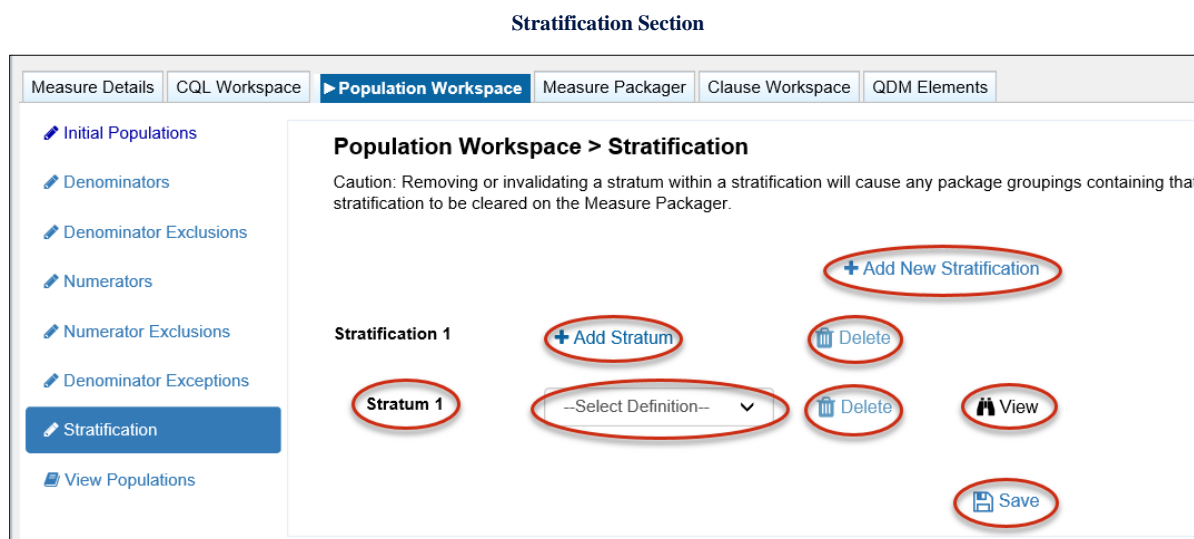 Stratification Section
Measure Details CQL Workspace Population Workspace Measure Packager Clause Workspace QDM Elements
Initial Populations
Denominators
Denominator Exclusions
Numerators
Numerator Exclusions
Denominator Exceptions
Stratification
View Populations
Population Workspace > Stratification
Caution: Removing or invalidating a stratum within a stratification will cause any package groupings containing that
stratification to be cleared on the Measure Packager.
+ Add New Stratification
Stratification 1 + Add Stratum Delete
Stratum 1 --Select Definition-- Delete View
Save